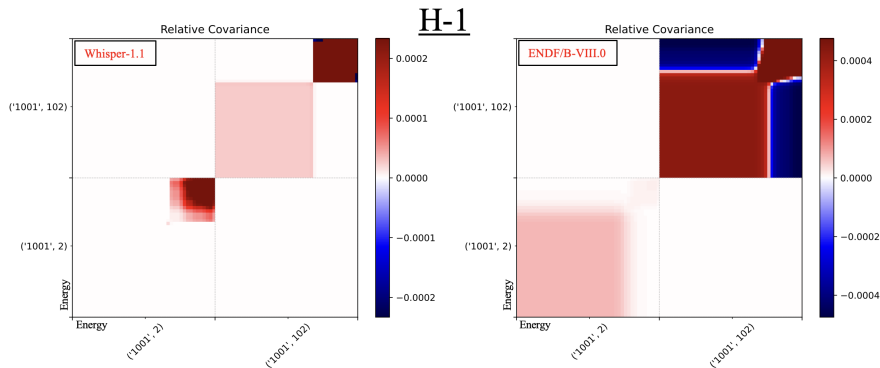 H-1
Relative Covariance
Whisper-1.1
('1001', 102)
('1001', 2)
Energy
Energy
('1001', 2)
('1001', 102)
0.0002
0.0001
0.0000
−0.0001
−0.0002
Relative Covariance
ENDF/B-VIII.0
('1001', 102)
('1001', 2)
Energy
Energy
('1001', 2)
('1001', 102)
0.0004
0.0002
0.0000
−0.0002
−0.0004